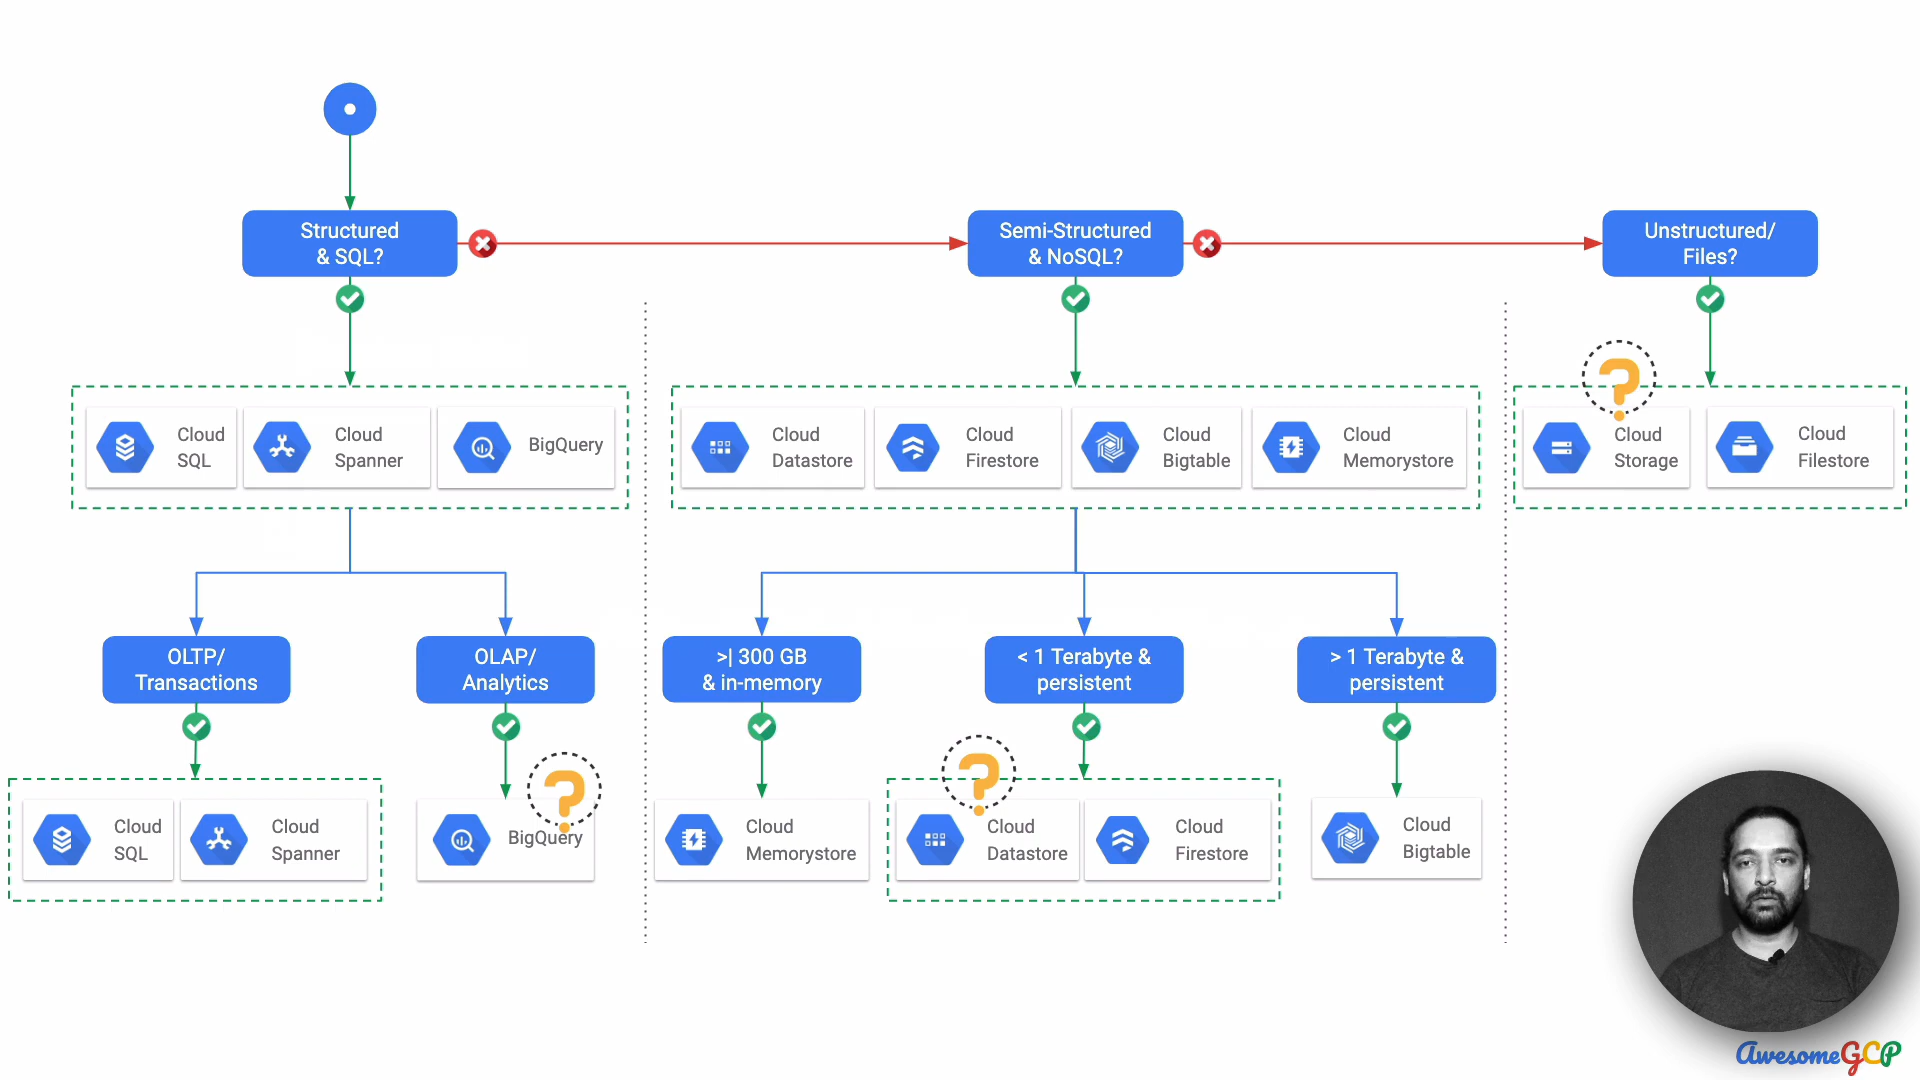 Structured
& SQL?
Semi-Structured
& NoSQL?
Unstructured/
Files?
Cloud
SQL
Cloud
Spanner
BigQuery
Cloud
Datastore
Cloud
Firestore
Cloud
Bigtable
Cloud
Memorystore
?
Cloud
Storage
Cloud
Filestore
OLTP/
Transactions
OLAP/
Analytics
>| 300 GB
& in-memory
< 1 Terabyte &
persistent
> 1 Terabyte &
persistent
Cloud
SQL
Cloud
Spanner
?
BigQuery
Cloud
Memorystore
?
Cloud
Datastore
Cloud
Firestore
Cloud
Bigtable
AwesomeGCP